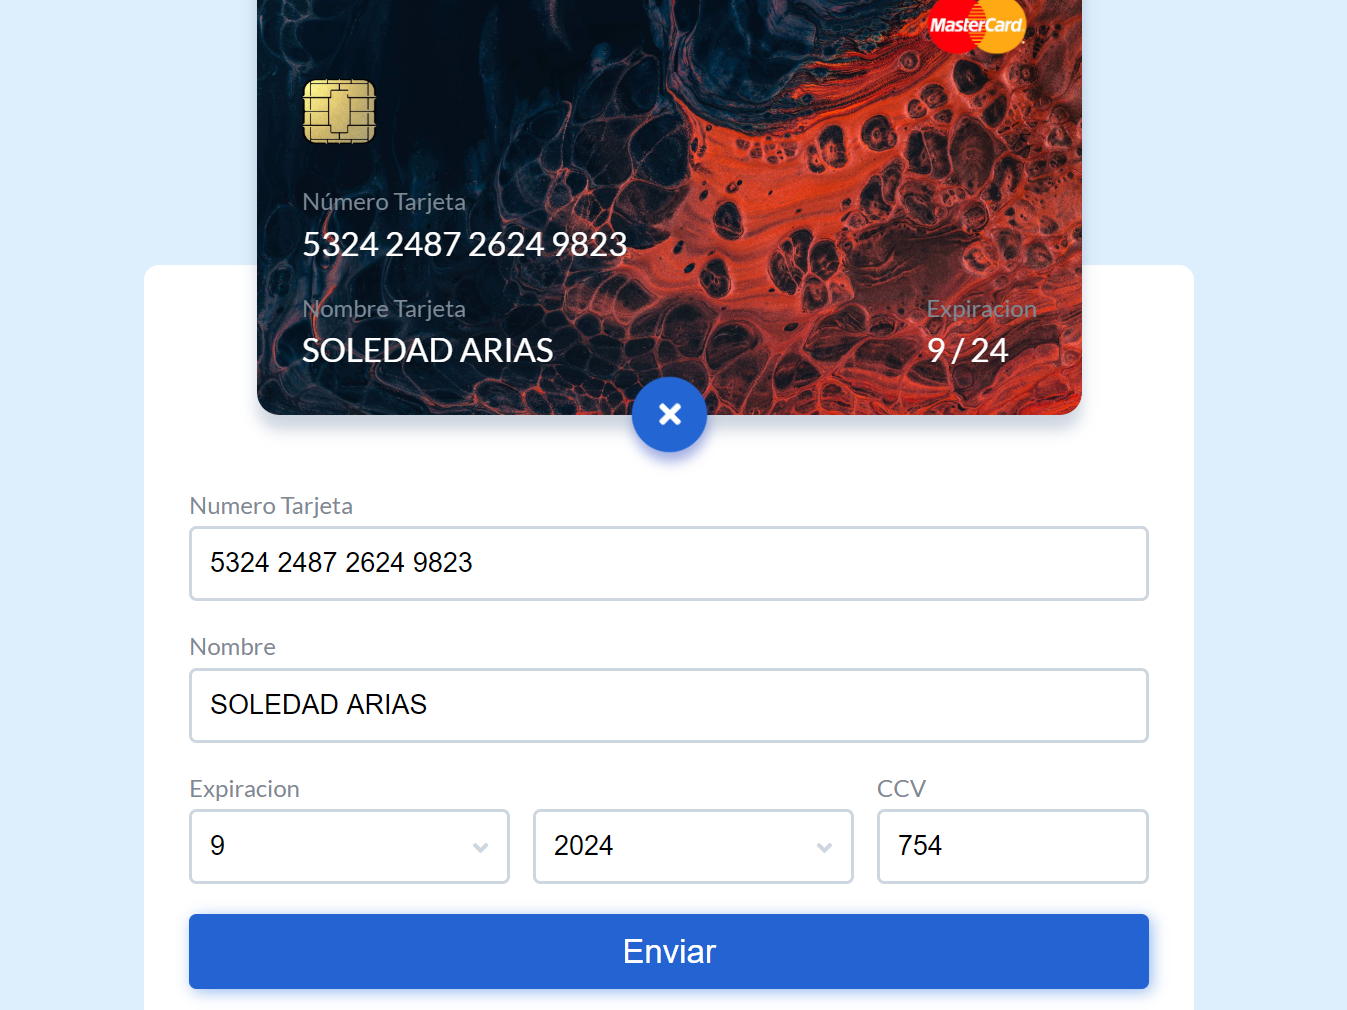 MasterCard
Número Tarjeta
5324 2487 2624 9823
Nombre Tarjeta
Expiracion
SOLEDAD ARIAS
9 / 24
Numero Tarjeta
5324 2487 2624 9823
Nombre
SOLEDAD ARIAS
Expiracion
CCV
9
2024
754
Enviar